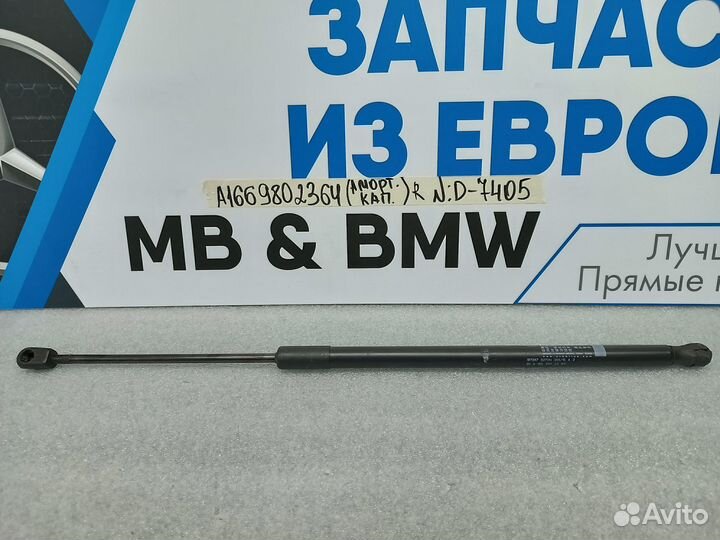 ЗАПЧАС
ИЗ ЕВРО
A1669802364 (АМОРТ. КАП.) R N:D-7405
MB & BMW
Лучш
Прямые
Avito